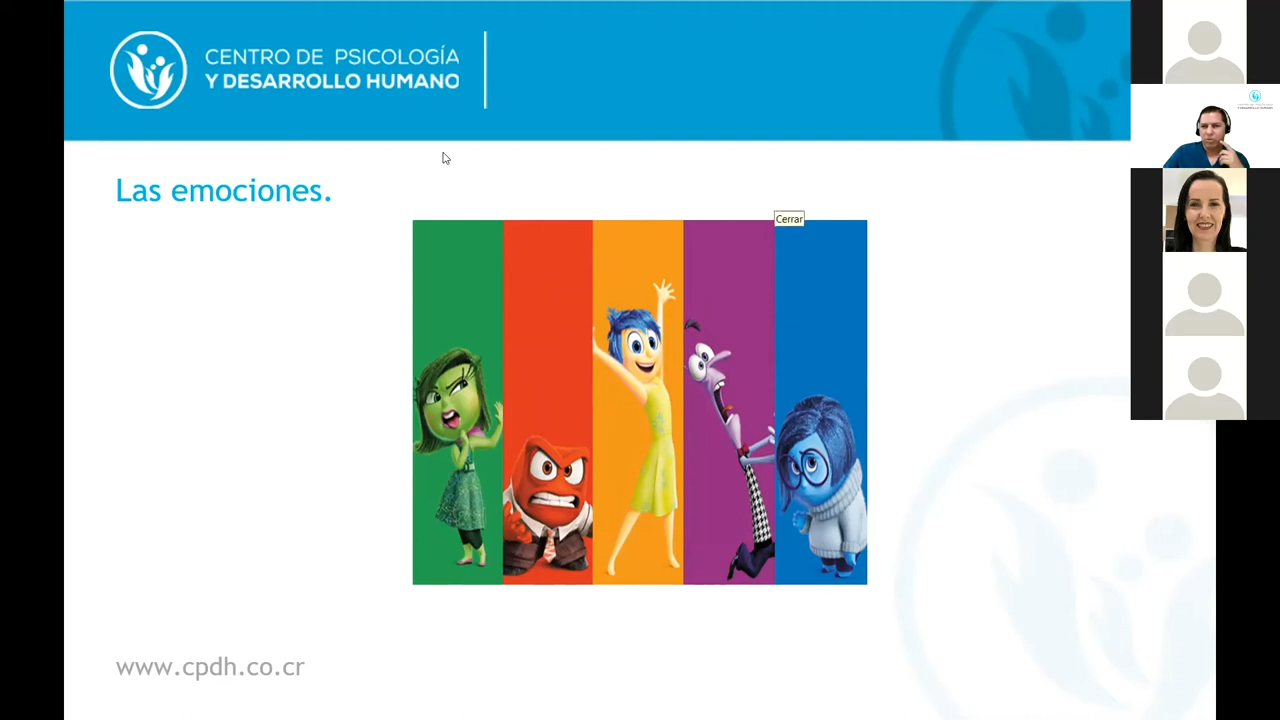 CENTRO DE PSICOLOGÍA
Y DESARROLLO HUMANO
Las emociones.
Cerrar
www.cpdh.co.cr